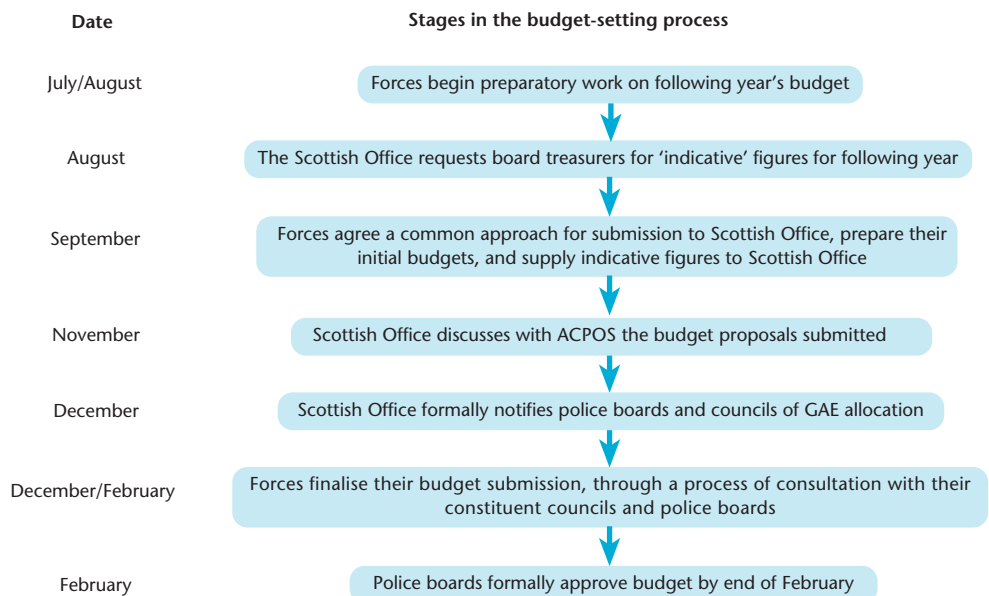 Date
Stages in the budget-setting process
July/August
Forces begin preparatory work on following year's budget
August
The Scottish Office requests board treasurers for ‘indicative’ figures for following year
September
Forces agree a common approach for submission to Scottish Office, prepare their
initial budgets, and supply indicative figures to Scottish Office
November
Scottish Office discusses with ACPOS the budget proposals submitted
December
Scottish Office formally notifies police boards and councils of GAE allocation
December/February
Forces finalise their budget submission, through a process of consultation with their
constituent councils and police boards
February
Police boards formally approve budget by end of February